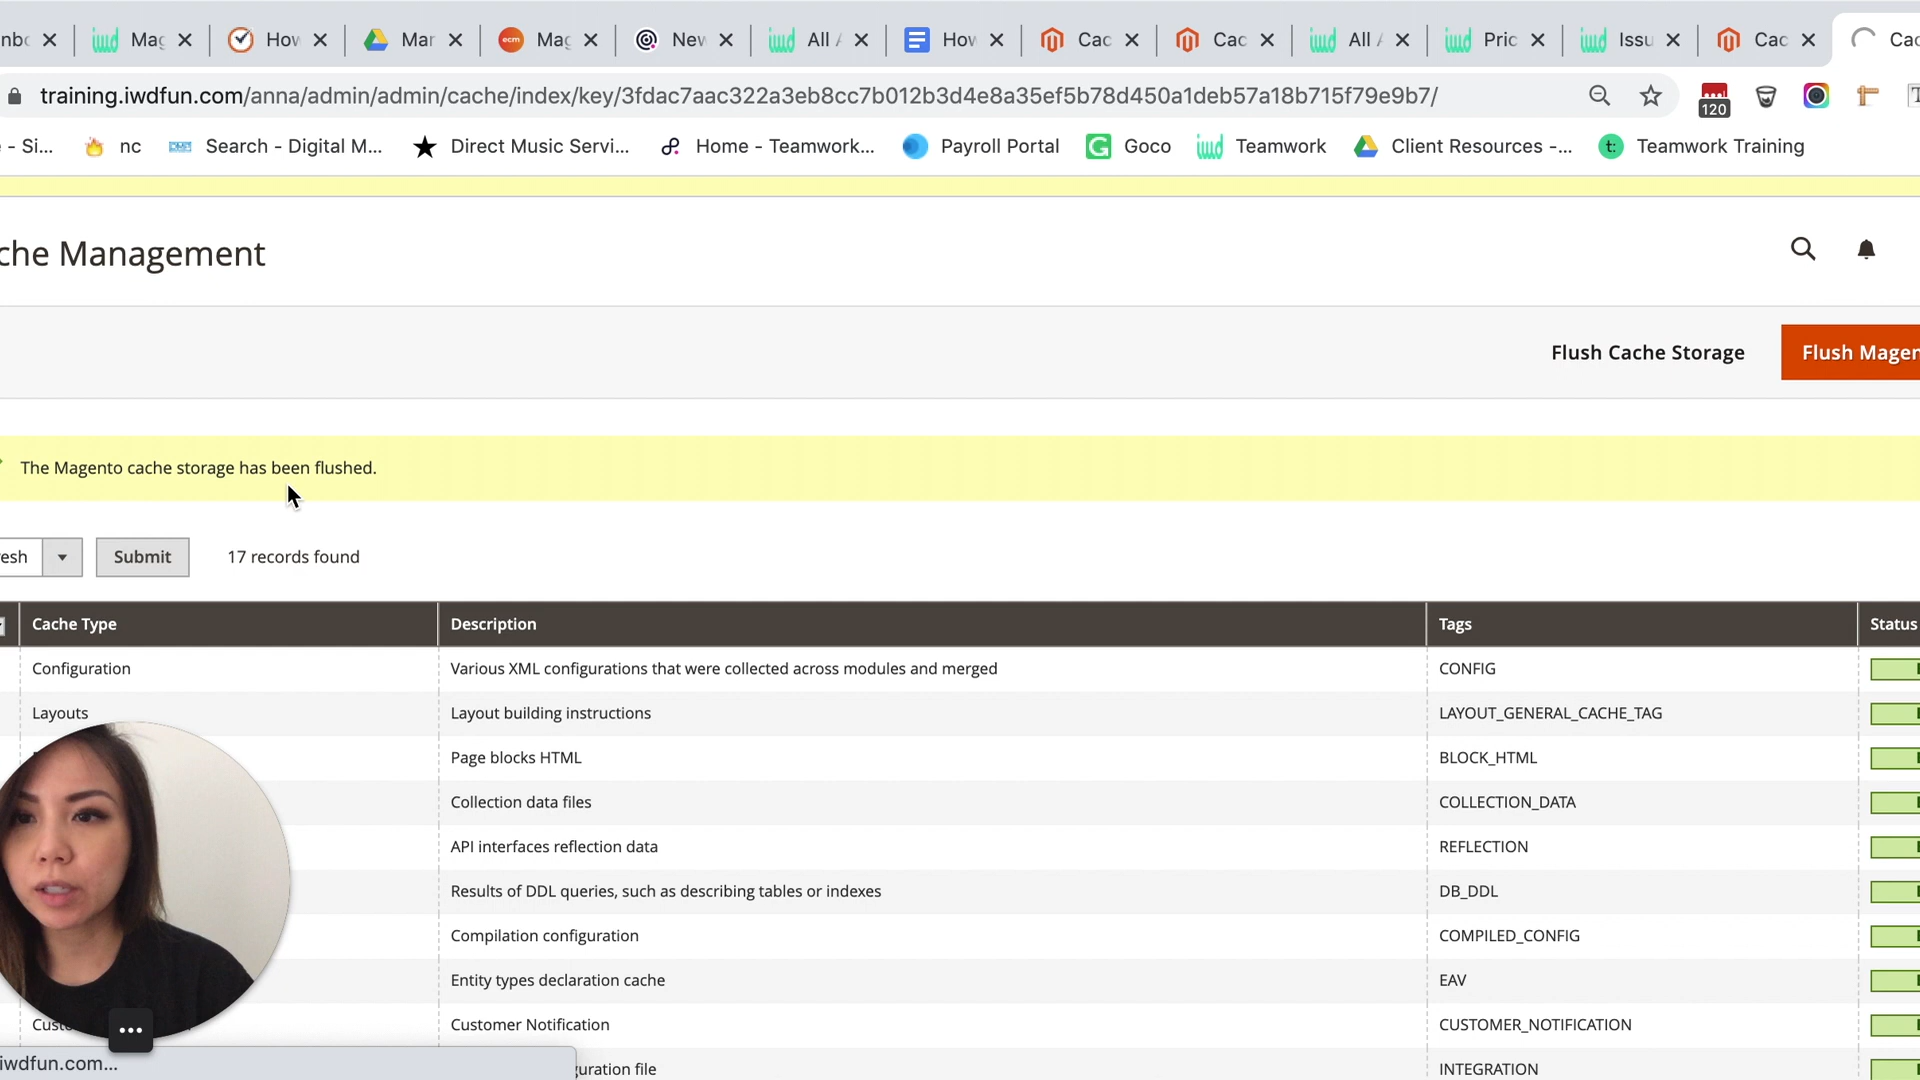 nbo Mag How Mar ecm Mag New All A How Cac Cac All A Pric Issu Cac Cac
training.iwdfun.com/anna/admin/admin/cache/index/key/3fdac7aac322a3eb8cc7b012b3d4e8a35ef5b78d450a1deb57a18b715f79e9b7/
120
- Si... nc Search - Digital M... Direct Music Servi... Home - Teamwork... Payroll Portal Goco Teamwork Client Resources -... t: Teamwork Training
che Management
Flush Cache Storage Flush Magen
The Magento cache storage has been flushed.
esh Submit 17 records found
Cache Type Description Tags Status
Configuration Various XML configurations that were collected across modules and merged CONFIG
Layouts Layout building instructions LAYOUT_GENERAL_CACHE_TAG
Page blocks HTML BLOCK_HTML
Collection data files COLLECTION_DATA
API interfaces reflection data REFLECTION
Results of DDL queries, such as describing tables or indexes DB_DDL
Compilation configuration COMPILED_CONFIG
Entity types declaration cache EAV
Cust Customer Notification CUSTOMER_NOTIFICATION
iwdfun.com... guration file INTEGRATION